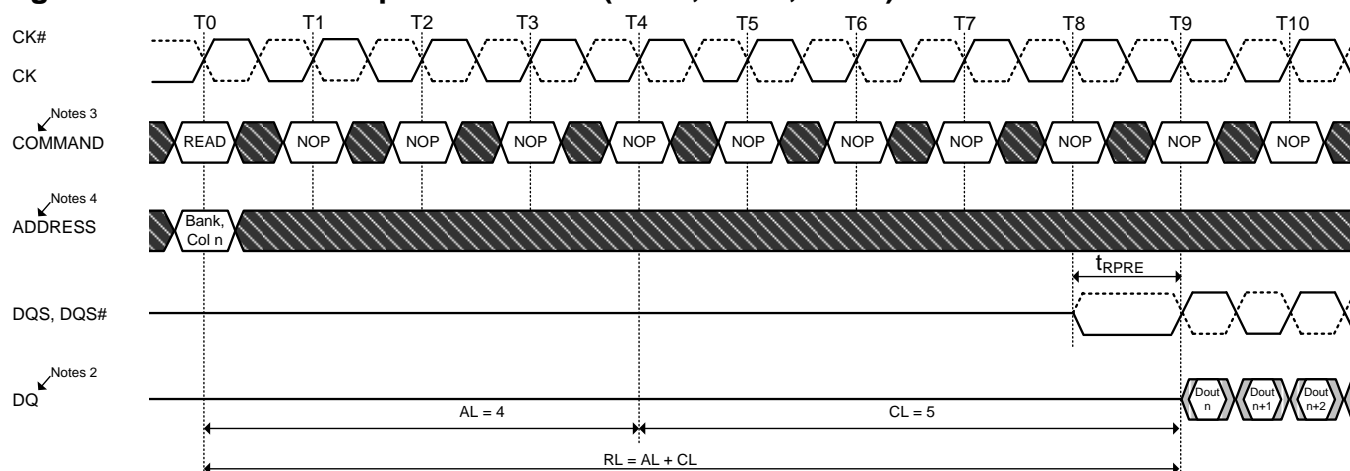 T0 T1 T2 T3 T4 T5 T6 T7 T8 T9 T10
CK#
CK
Notes 3
COMMAND
READ NOP NOP NOP NOP NOP NOP NOP NOP NOP NOP
Notes 4
ADDRESS
Bank,
Col n
tRPRE
DQS, DQS#
Notes 2
DQ
Dout
n
Dout
n+1
Dout
n+2
AL = 4
CL = 5
RL = AL + CL